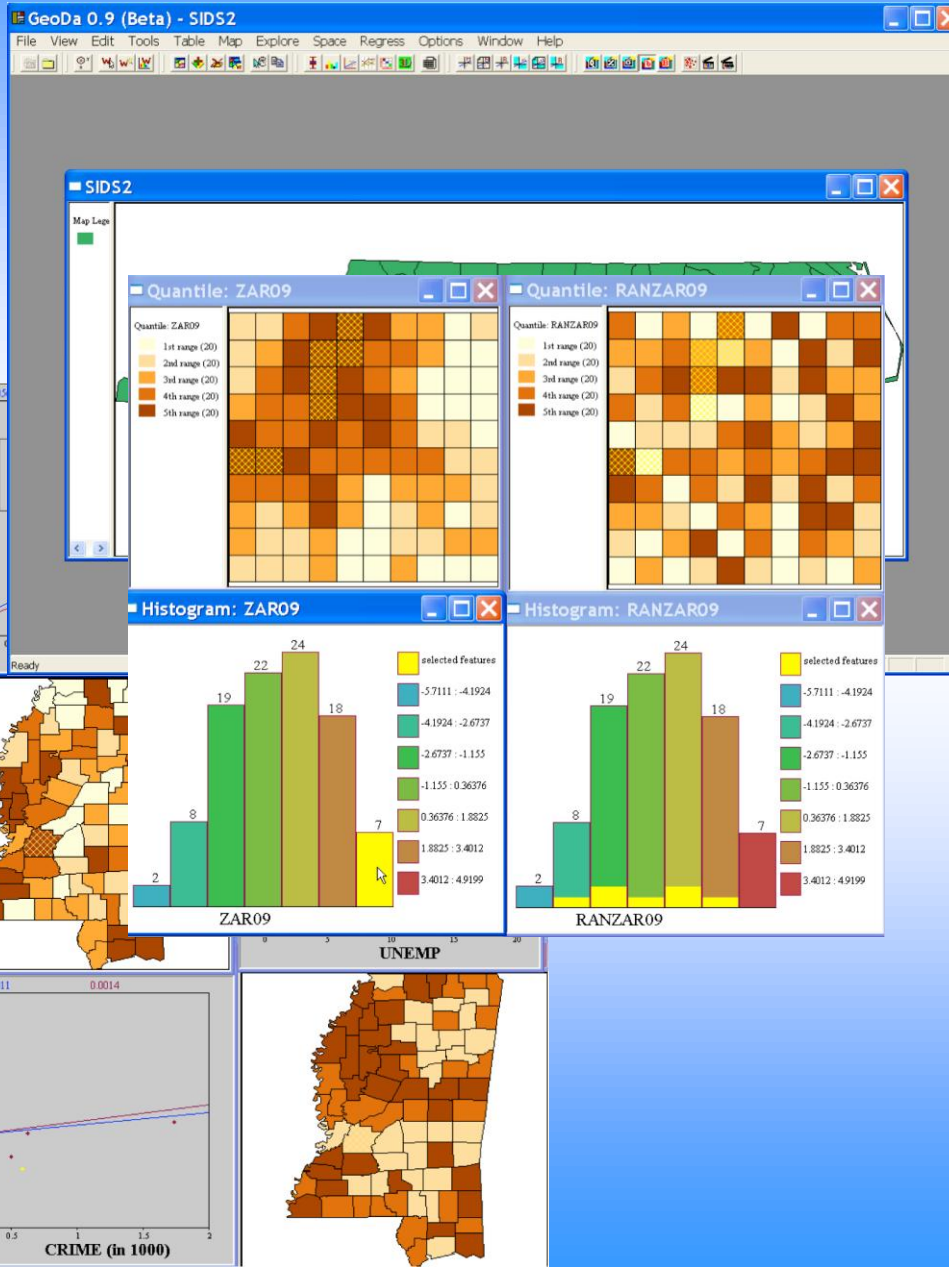 GeoDa 0.9 (Beta) - SIDS2
File View Edit Tools Table Map Explore Space Regress Options Window Help
SIDS2
Map Lege
Quantile: ZAR09
Quantile: ZAR09
1st range (20)
2nd range (20)
3rd range (20)
4th range (20)
5th range (20)
Quantile: RANZAR09
Quantile: RANZAR09
1st range (20)
2nd range (20)
3rd range (20)
4th range (20)
5th range (20)
Histogram: ZAR09
2 8 19 22 24 18 7
selected features
-5.7111 : -4.1924
-4.1924 : -2.6737
-2.6737 : -1.155
-1.155 : 0.36376
0.36376 : 1.8825
1.8825 : 3.4012
3.4012 : 4.9199
ZAR09
Histogram: RANZAR09
2 8 19 22 24 18 7
selected features
-5.7111 : -4.1924
-4.1924 : -2.6737
-2.6737 : -1.155
-1.155 : 0.36376
0.36376 : 1.8825
1.8825 : 3.4012
3.4012 : 4.9199
RANZAR09
Ready
0 5 10 15 20
UNEMP
11 0.0014
0.5 1 1.5 2
CRIME (in 1000)